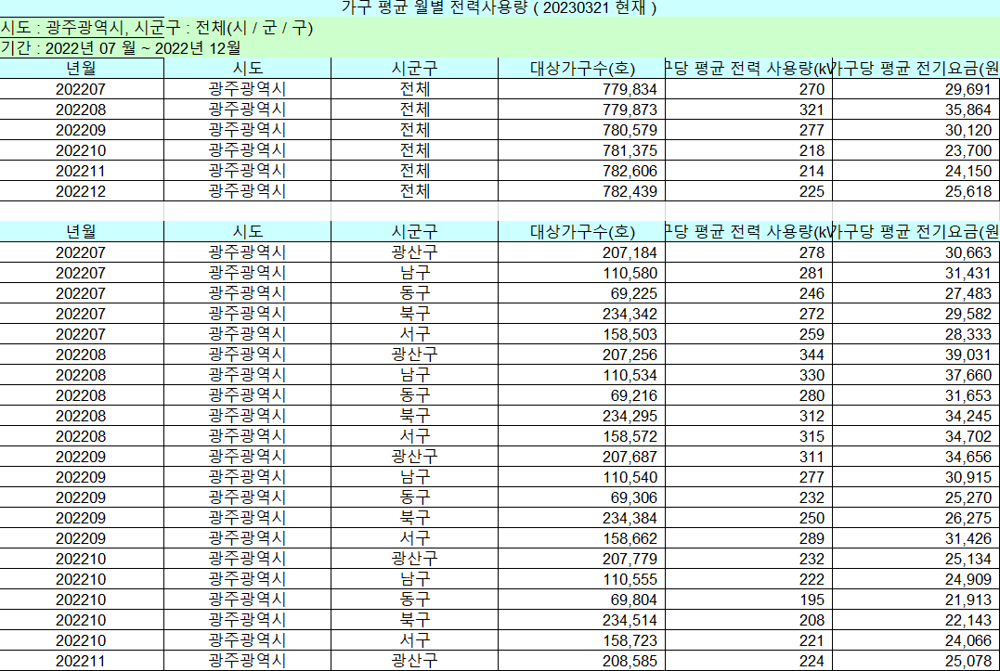 가구 평균 월별 전력사용량 ( 20230321 현재 )
시도 : 광주광역시, 시군구 : 전체(시 / 군 / 구)
기간 : 2022년 07 월 ~ 2022년 12월
년월 시도 시군구 대상가구수(호) 구당 평균 전력 사용량(kW 가구당 평균 전기요금(원
202207 광주광역시 전체 779,834 270 29,691
202208 광주광역시 전체 779,873 321 35,864
202209 광주광역시 전체 780,579 277 30,120
202210 광주광역시 전체 781,375 218 23,700
202211 광주광역시 전체 782,606 214 24,150
202212 광주광역시 전체 782,439 225 25,618
년월 시도 시군구 대상가구수(호) 구당 평균 전력 사용량(kW 가구당 평균 전기요금(원
202207 광주광역시 광산구 207,184 278 30,663
202207 광주광역시 남구 110,580 281 31,431
202207 광주광역시 동구 69,225 246 27,483
202207 광주광역시 북구 234,342 272 29,582
202207 광주광역시 서구 158,503 259 28,333
202208 광주광역시 광산구 207,256 344 39,031
202208 광주광역시 남구 110,534 330 37,660
202208 광주광역시 동구 69,216 280 31,653
202208 광주광역시 북구 234,295 312 34,245
202208 광주광역시 서구 158,572 315 34,702
202209 광주광역시 광산구 207,687 311 34,656
202209 광주광역시 남구 110,540 277 30,915
202209 광주광역시 동구 69,306 232 25,270
202209 광주광역시 북구 234,384 250 26,275
202209 광주광역시 서구 158,662 289 31,426
202210 광주광역시 광산구 207,779 232 25,134
202210 광주광역시 남구 110,555 222 24,909
202210 광주광역시 동구 69,804 195 21,913
202210 광주광역시 북구 234,514 208 22,143
202210 광주광역시 서구 158,723 221 24,066
202211 광주광역시 광산구 208,585 224 25,078